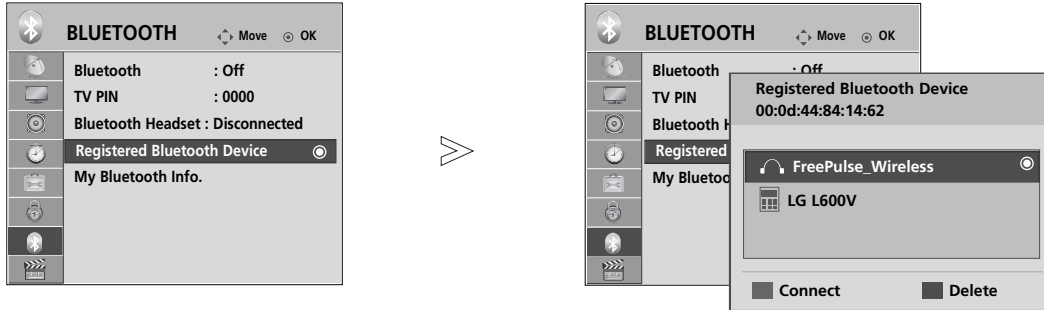 BLUETOOTH Move OK
Bluetooth : Off
TV PIN : 0000
Bluetooth Headset : Disconnected
Registered Bluetooth Device
My Bluetooth Info.
>
BLUETOOTH Move OK
Bluetooth : Off
TV PIN
Bluetooth H
Registered
My Bluetoo
Registered Bluetooth Device
00:0d:44:84:14:62
FreePulse_Wireless
LG L600V
Connect Delete